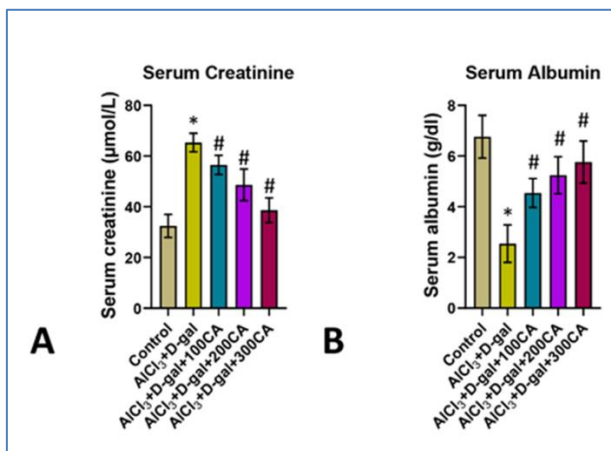 Serum Creatinine
Serum creatinine (µmol/L)
80
60
40
20
0
*
#
#
#
Control
AlCl₃+D-gal
AlCl₃+D-gal+100CA
AlCl₃+D-gal+200CA
AlCl₃+D-gal+300CA
A
Serum Albumin
Serum albumin (g/dl)
8
6
4
2
0
*
#
#
#
Control
AlCl₃+D-gal
AlCl₃+D-gal+100CA
AlCl₃+D-gal+200CA
AlCl₃+D-gal+300CA
B